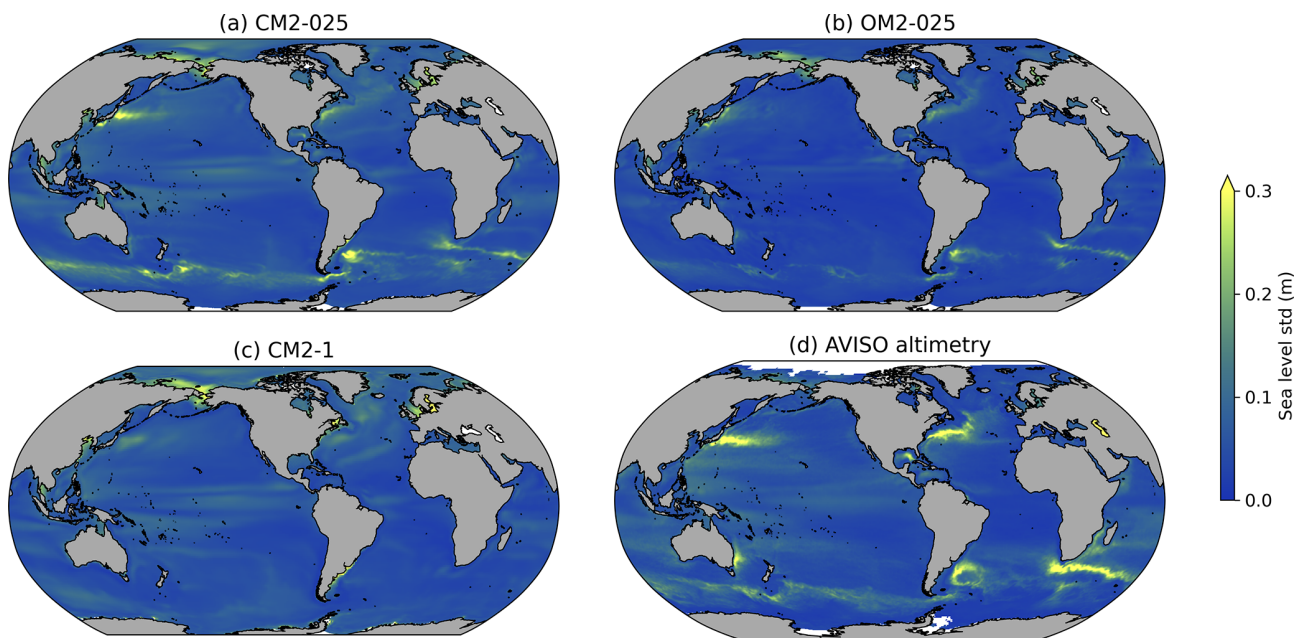 (a) CM2-025
(b) OM2-025
(c) CM2-1
(d) AVISO altimetry
0.3
0.2
0.1
0.0
Sea level std (m)